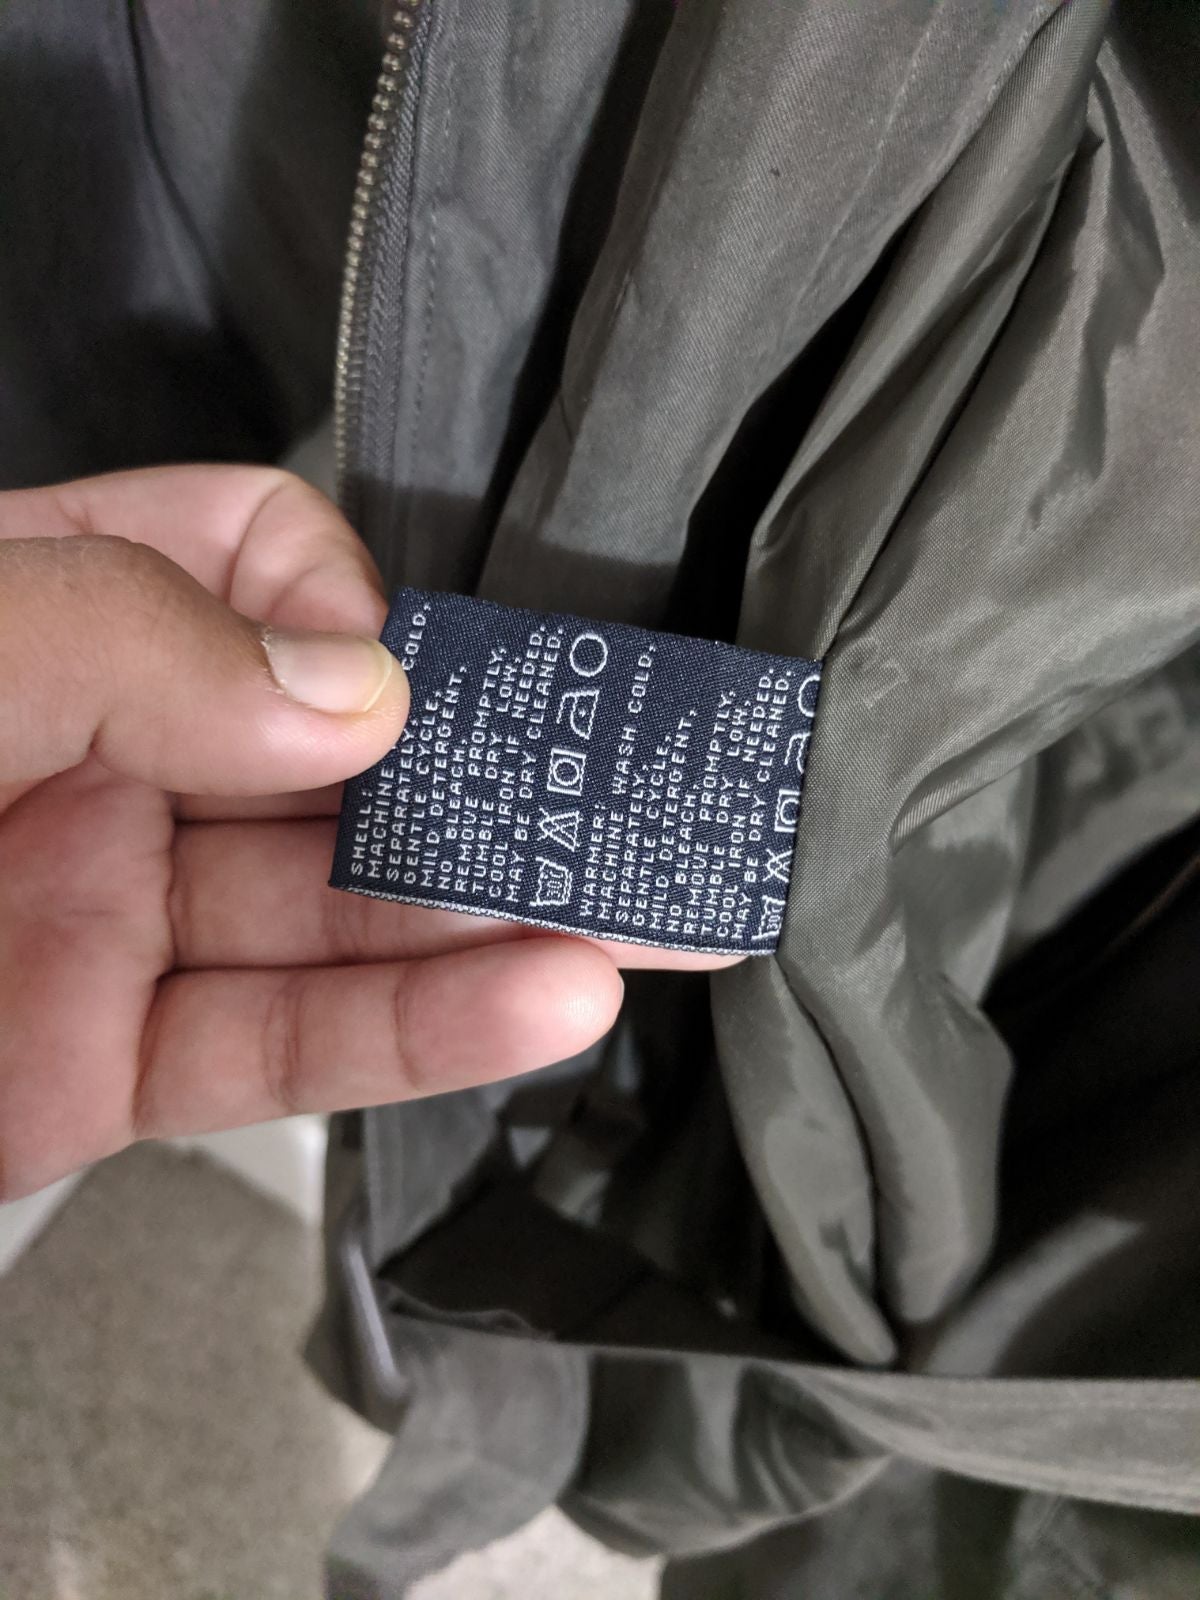 SHELL:
MACHINE COLD.
SEPARATELY.
GENTLE CYCLE,
MILD DETERGENT,
NO BLEACH,
REMOVE PROMPTLY.
TUMBLE DRY LOW.
COOL IRON IF NEEDED.
MAY BE DRY CLEANED.
30°
WARMER:
MACHINE WASH COLD.
SEPARATELY,
GENTLE CYCLE,
MILD DETERGENT,
NO BLEACH,
REMOVE PROMPTLY.
TUMBLE DRY LOW.
COOL IRON IF NEEDED.
MAY BE DRY CLEANED.
30°